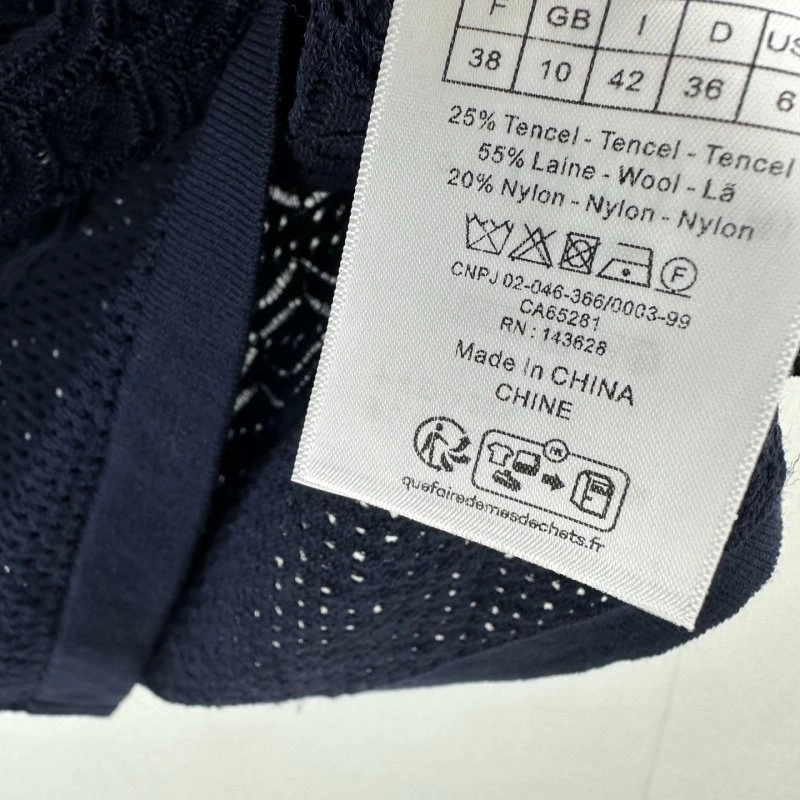 F GB I D US
38 10 42 36 6
25% Tencel - Tencel - Tencel
55% Laine - Wool - Lã
20% Nylon - Nylon - Nylon
F
CNPJ 02-046-366/0003-99
CA65281
RN : 143628
Made In CHINA
CHINE
FR
quefairedemesdechets.fr